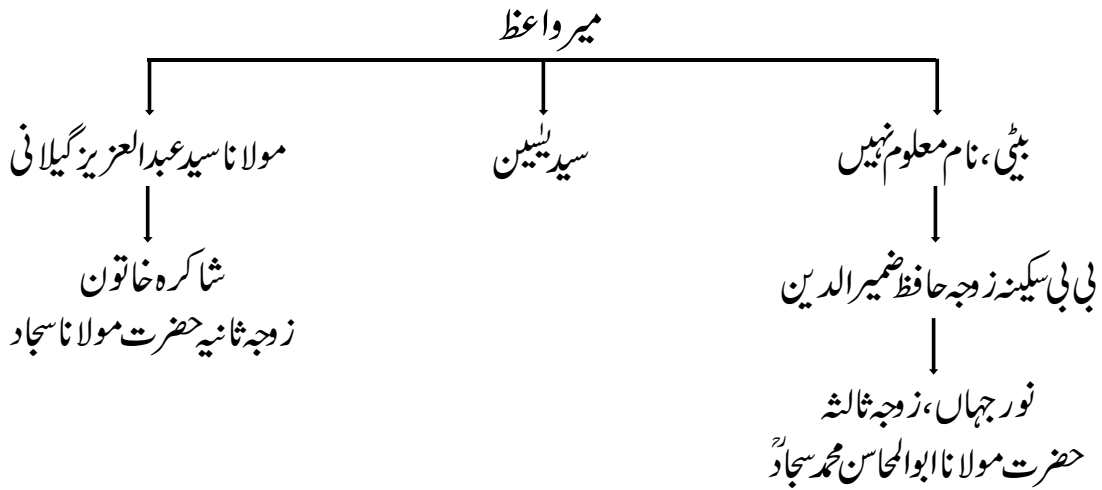 میر واعظ
بیٹی، نام معلوم نہیں
سید یٰسین
مولانا سید عبدالعزیز گیلانی
بی بی سکینہ زوجہ حافظ ضمیر الدین
شاکرہ خاتون
زوجہ ثانیہ حضرت مولانا سجاد
نور جہاں، زوجہ ثالثہ
حضرت مولانا ابوالمحاسن محمد سجادؒ